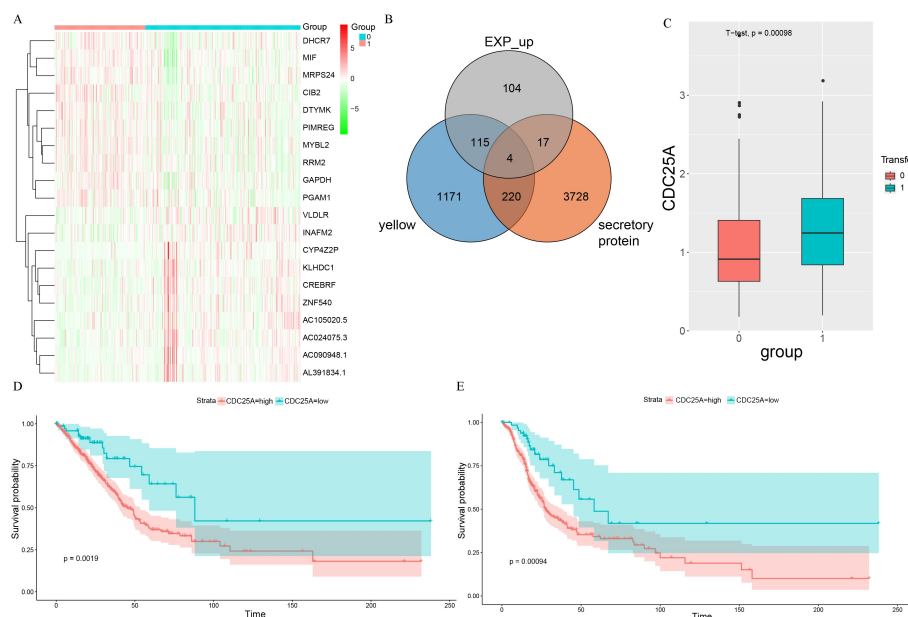 A
Group
DHCR7
MIF
MRPS24
CIB2
DTYMK
PIMREG
MYBL2
RRM2
GAPDH
PGAM1
VLDLR
INAFM2
CYP4Z2P
KLHDC1
CREBRF
ZNF540
AC105020.5
AC024075.3
AC090948.1
AL391834.1
Group
0
1
5
0
−5
B
EXP_up
104
115
17
4
1171
220
3728
yellow
secretory
protein
C
T−test, p = 0.00098
CDC25A
3
2
1
0
0
1
group
Transfe
0
1
D
Strata
CDC25A=high
CDC25A=low
Survival probability
1.00
0.75
0.50
0.25
0.00
p = 0.0019
0
50
100
150
200
250
Time
E
Strata
CDC25A=high
CDC25A=low
Survival probability
1.00
0.75
0.50
0.25
0.00
p = 0.00094
0
50
100
150
200
250
Time